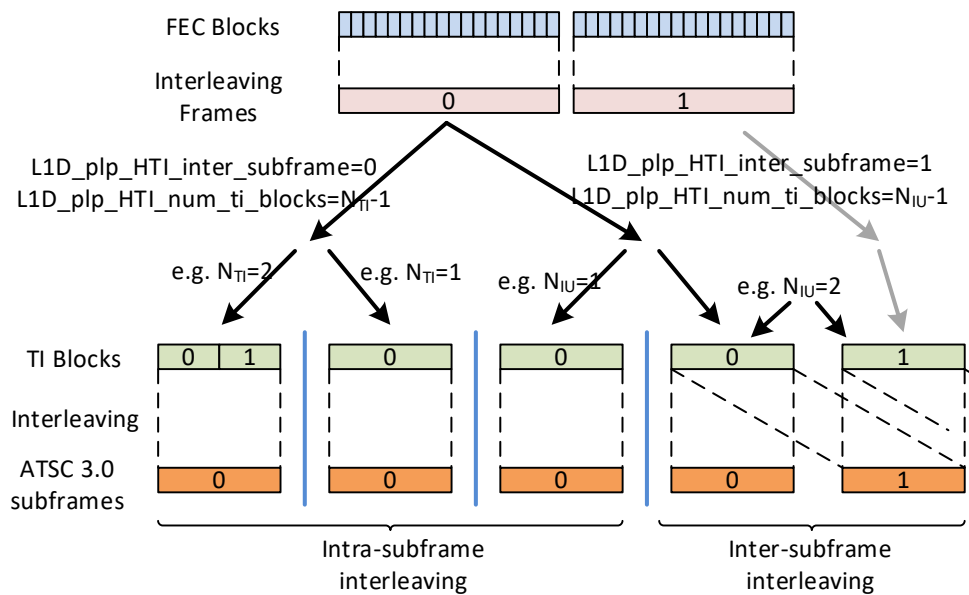 FEC Blocks
Interleaving
Frames
0
1
L1D_plp_HTI_inter_subframe=0
L1D_plp_HTI_num_ti_blocks=NTI-1
L1D_plp_HTI_inter_subframe=1
L1D_plp_HTI_num_ti_blocks=NIU-1
e.g. NTI=2
e.g. NTI=1
e.g. NIU=1
e.g. NIU=2
TI Blocks
0
1
0
0
0
1
Interleaving
ATSC 3.0
subframes
0
0
0
0
1
Intra-subframe
interleaving
Inter-subframe
interleaving